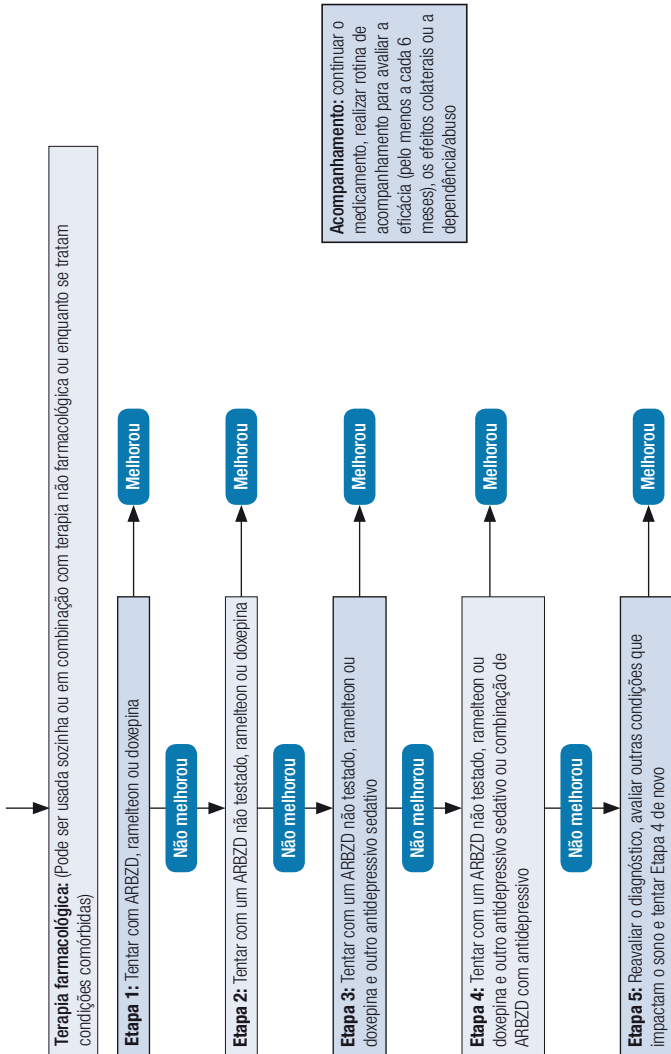 Terapia farmacológica: (Pode ser usada sozinha ou em combinação com terapia não farmacológica ou enquanto se tratam
condições comórbidas)
Etapa 1: Tentar com ARBZD, ramelteon ou doxepina
Melhorou
Não melhorou
Etapa 2: Tentar com um ARBZD não testado, ramelteon ou doxepina
Melhorou
Não melhorou
Etapa 3: Tentar com um ARBZD não testado, ramelteon ou
doxepina e outro antidepressivo sedativo
Melhorou
Não melhorou
Etapa 4: Tentar com um ARBZD não testado, ramelteon ou
doxepina e outro antidepressivo sedativo ou combinação de
ARBZD com antidepressivo
Melhorou
Não melhorou
Etapa 5: Reavaliar o diagnóstico, avaliar outras condições que
impactam o sono e tentar Etapa 4 de novo
Melhorou
Acompanhamento: continuar o
medicamento, realizar rotina de
acompanhamento para avaliar a
eficácia (pelo menos a cada 6
meses), os efeitos colaterais ou a
dependência/abuso